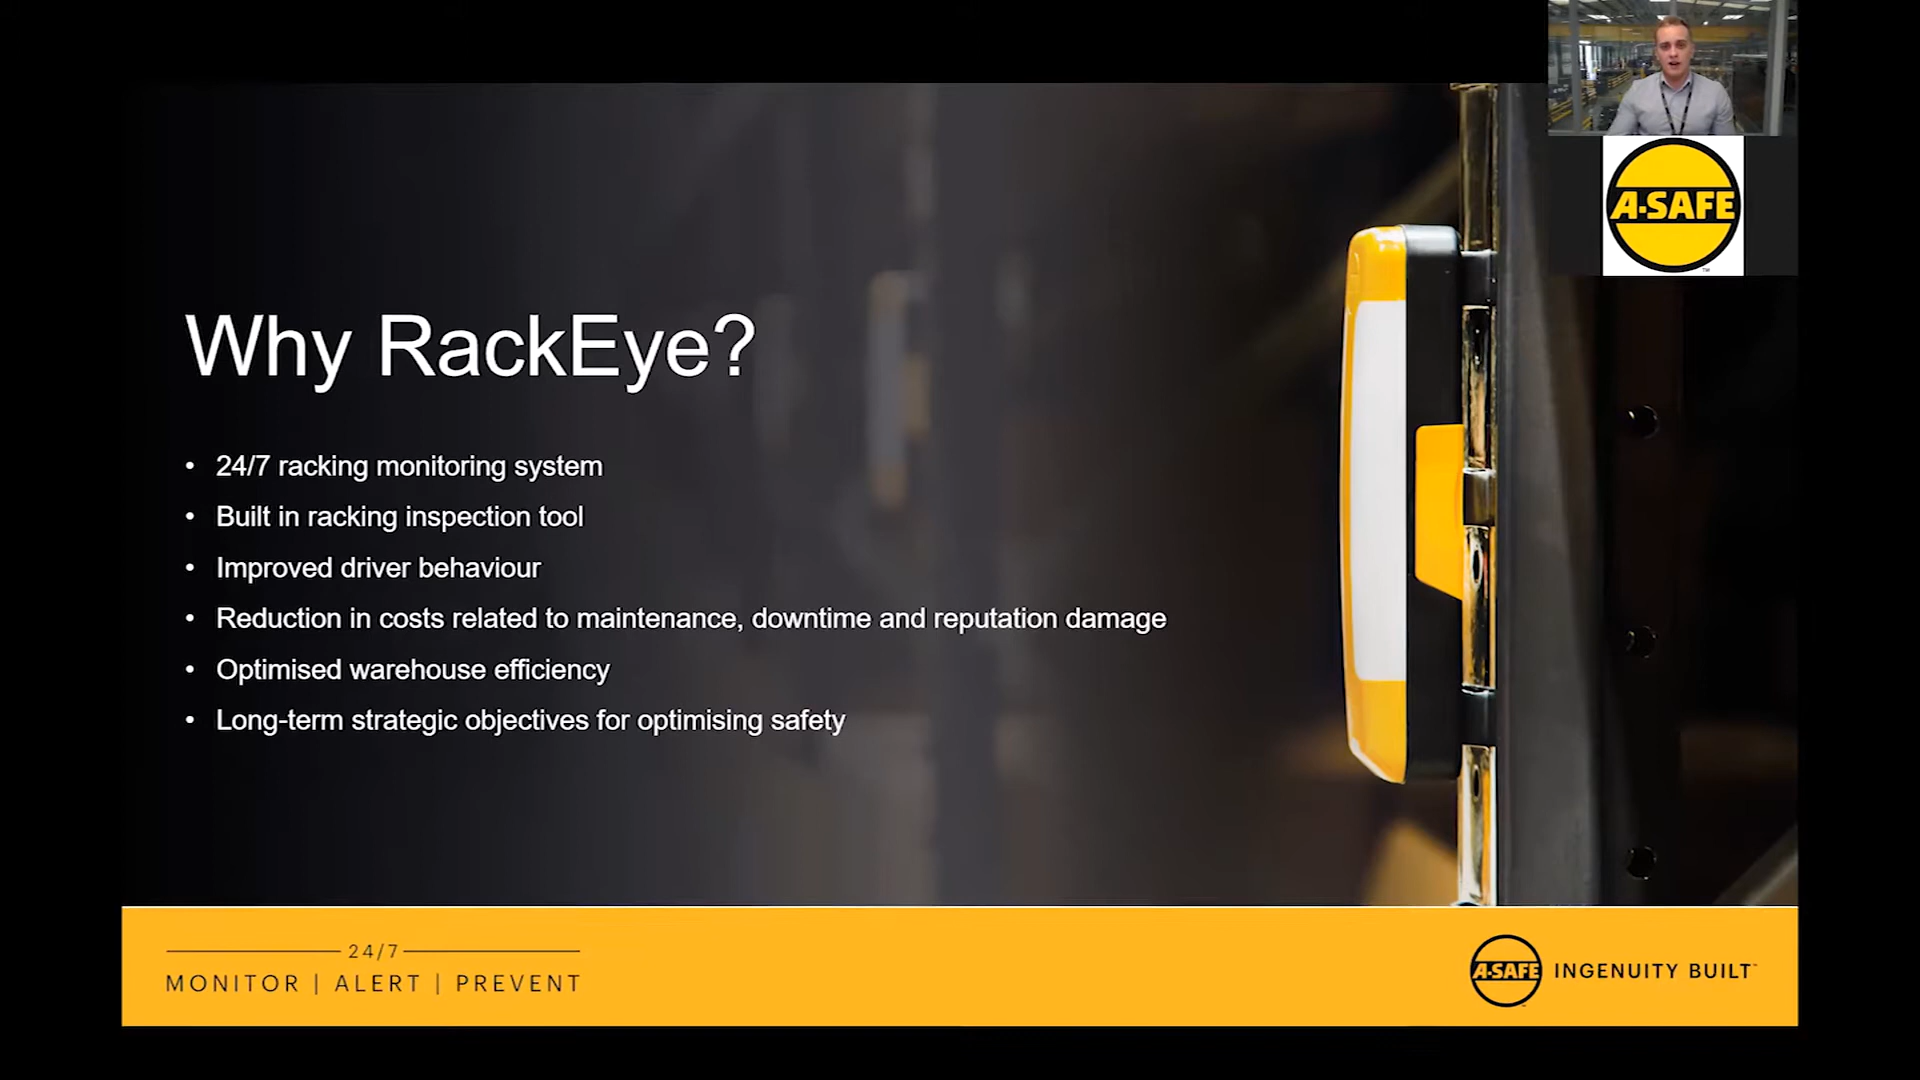 A-SAFE
TM
Why RackEye?
• 24/7 racking monitoring system
• Built in racking inspection tool
• Improved driver behaviour
• Reduction in costs related to maintenance, downtime and reputation damage
• Optimised warehouse efficiency
• Long-term strategic objectives for optimising safety
24/7
MONITOR | ALERT | PREVENT
A-SAFE INGENUITY BUILT™